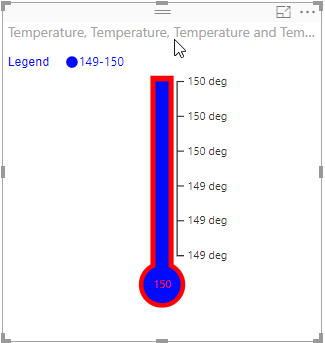 Temperature, Temperature, Temperature and Tem...
Legend 149-150
150 deg
150 deg
150 deg
149 deg
149 deg
149 deg
150